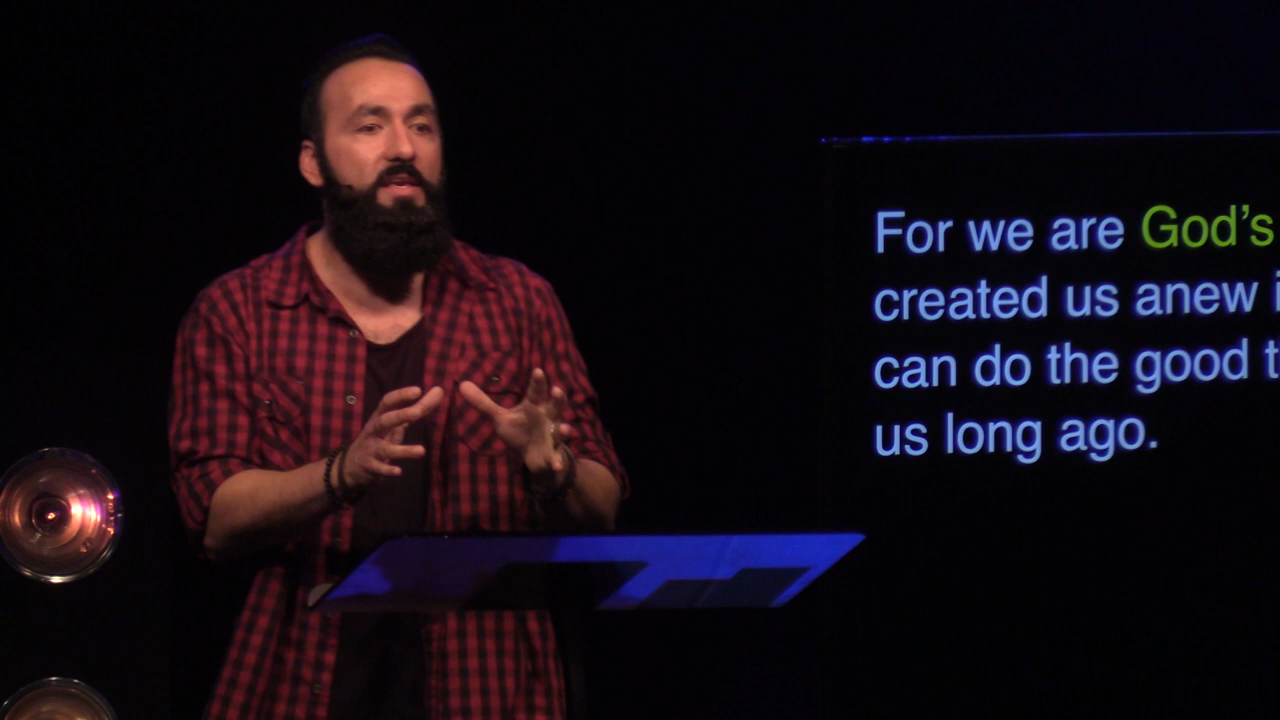 For we are God's
created us anew
can do the good
us long ago.